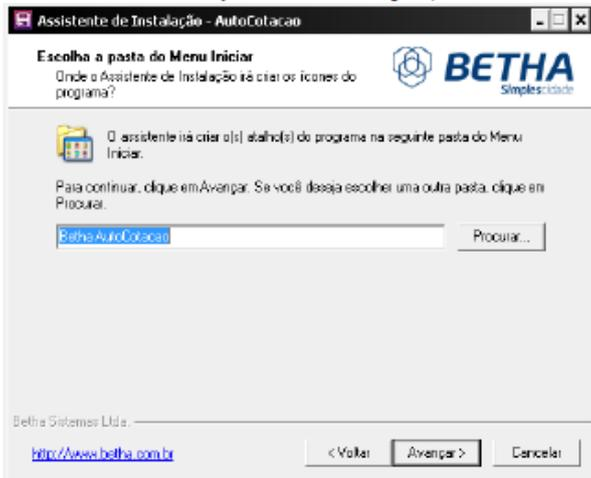 Assistente de Instalação - AutoCotacao
Escolha a pasta do Menu Iniciar
Onde o Assistente de Instalação irá criar os ícones do
programa?
BETHA
Simplescidade
O assistente irá criar o(s) atalho(s) do programa na seguinte pasta do Menu
Iniciar.
Para continuar, clique em Avançar. Se você deseja escolher uma outra pasta, clique em
Procurar.
Betha AutoCotacao
Procurar...
Betha Sistemas Ltda.
http://www.betha.com.br
< Voltar
Avançar >
Cancelar